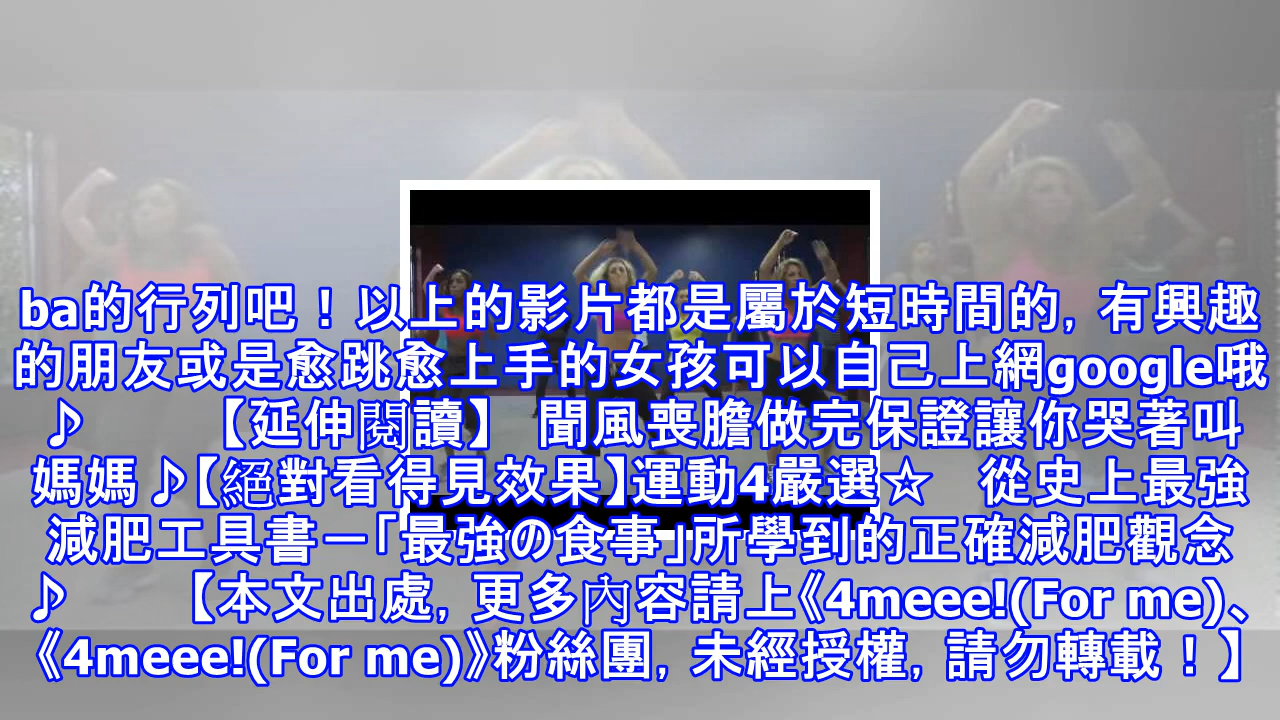 ba的行列吧！以上的影片都是屬於短時間的, 有興趣
的朋友或是愈跳愈上手的女孩可以自己上網google哦
♪ 【延伸閱讀】 聞風喪膽做完保證讓你哭著叫
媽媽♪【絕對看得見效果】運動4嚴選☆ 從史上最強
減肥工具書－「最強の食事」所學到的正確減肥觀念
♪ 【本文出處, 更多內容請上《4meee!(For me)、
《4meee!(For me)》粉絲團, 未經授權, 請勿轉載！】